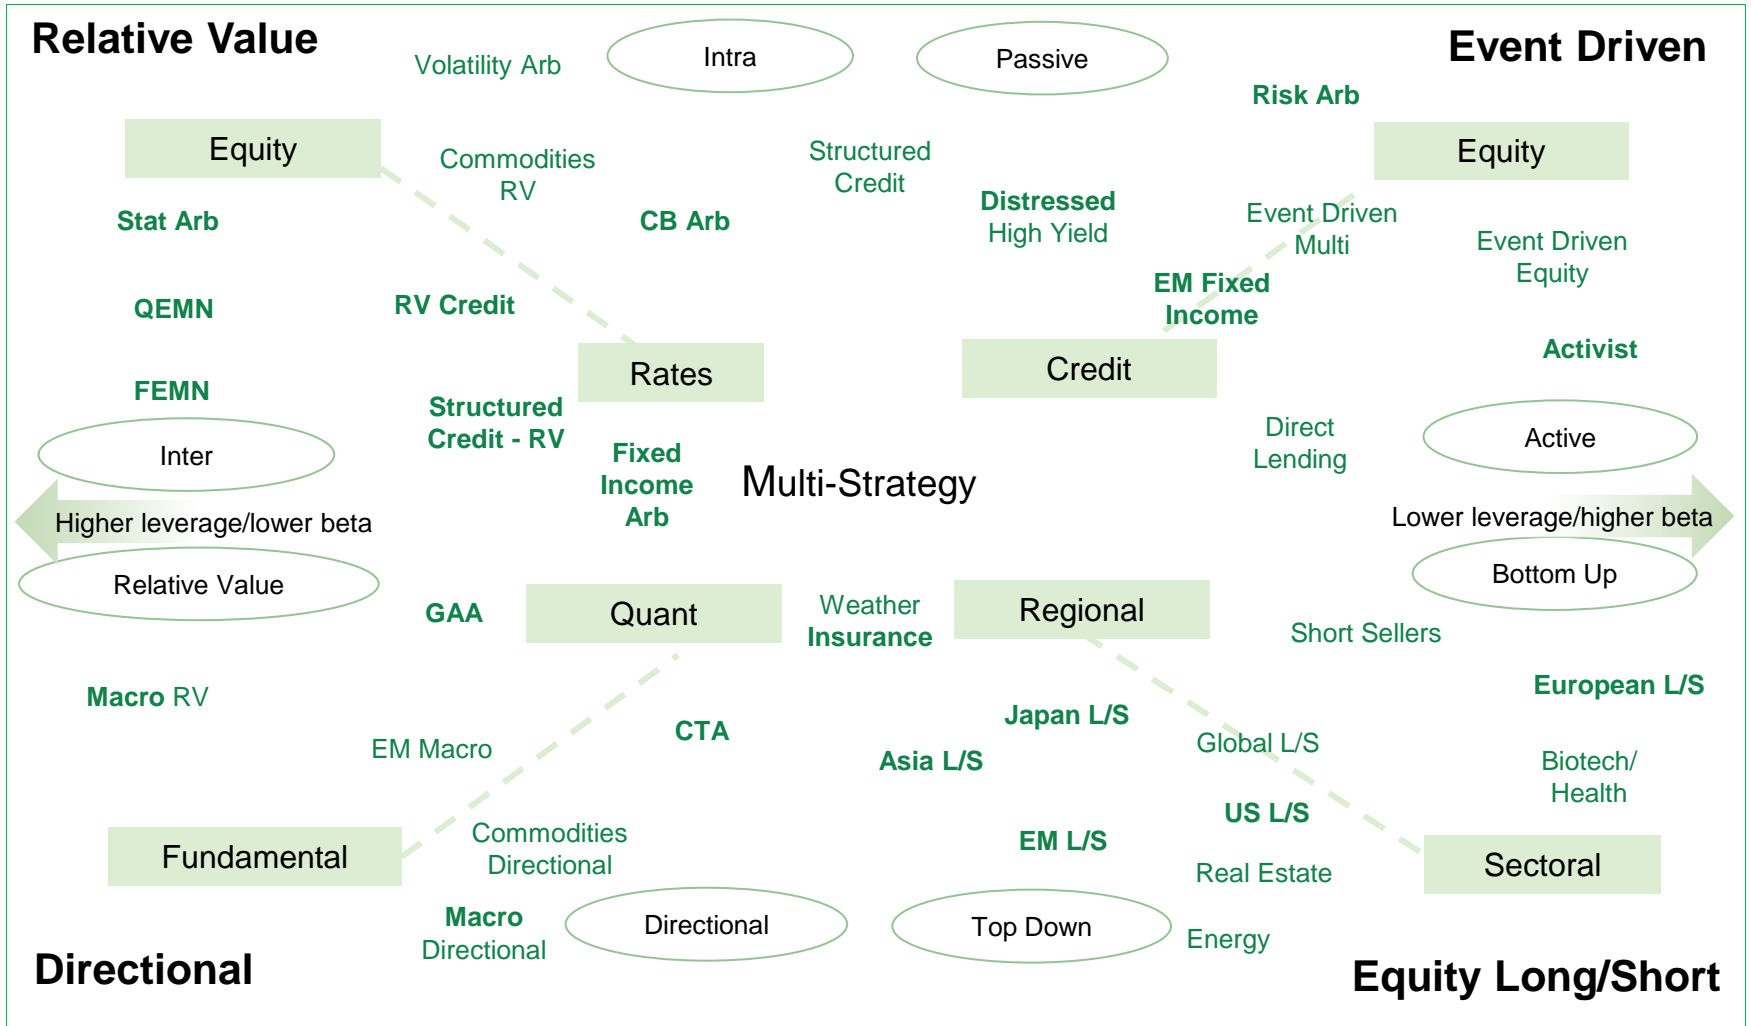 Relative Value
Event Driven
Volatility Arb
Intra
Passive
Risk Arb
Equity
Commodities
RV
Structured
Credit
Equity
Stat Arb
CB Arb
Distressed
High Yield
Event Driven
Multi
Event Driven
Equity
QEMN
RV Credit
EM Fixed
Income
Activist
FEMN
Rates
Credit
Structured
Credit - RV
Inter
Fixed
Income
Arb
Multi-Strategy
Direct
Lending
Active
Higher leverage/lower beta
Lower leverage/higher beta
Relative Value
Bottom Up
GAA
Quant
Weather
Insurance
Regional
Short Sellers
Macro RV
European L/S
EM Macro
CTA
Japan L/S
Asia L/S
Global L/S
Biotech/
Health
US L/S
Fundamental
Commodities
Directional
EM L/S
Real Estate
Sectoral
Macro
Directional
Directional
Top Down
Energy
Directional
Equity Long/Short